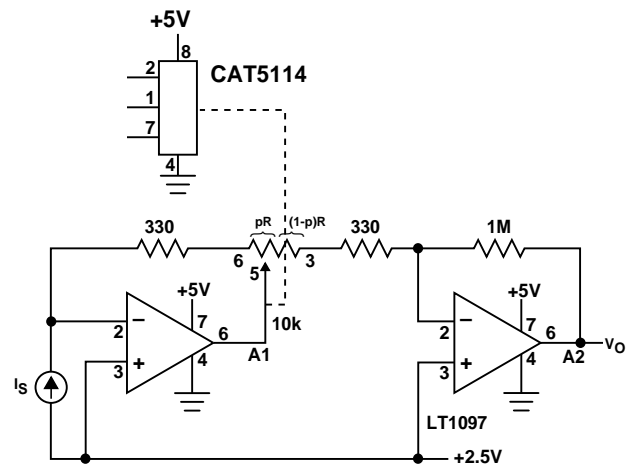 +5V
8
CAT5114
2
1
7
4
330
pR
(1-p)R
330
1M
6
5
3
+5V
7
2
–
6
3
+
4
A1
10k
+5V
7
2
–
6
3
+
4
A2
VO
IS
LT1097
+2.5V